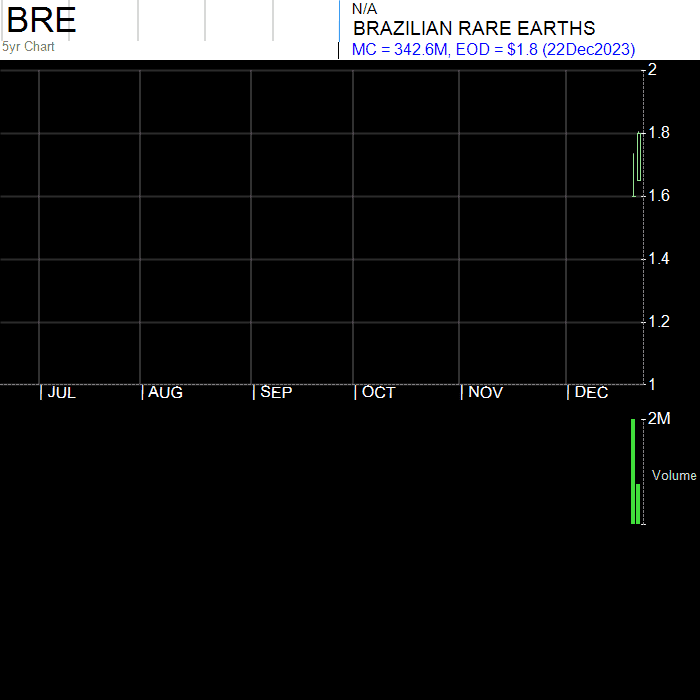 BRE
5yr Chart
N/A
BRAZILIAN RARE EARTHS
MC = 342.6M, EOD = $1.8 (22Dec2023)
2
1.8
1.6
1.4
1.2
1
| JUL | AUG | SEP | OCT | NOV | DEC
2M
Volume